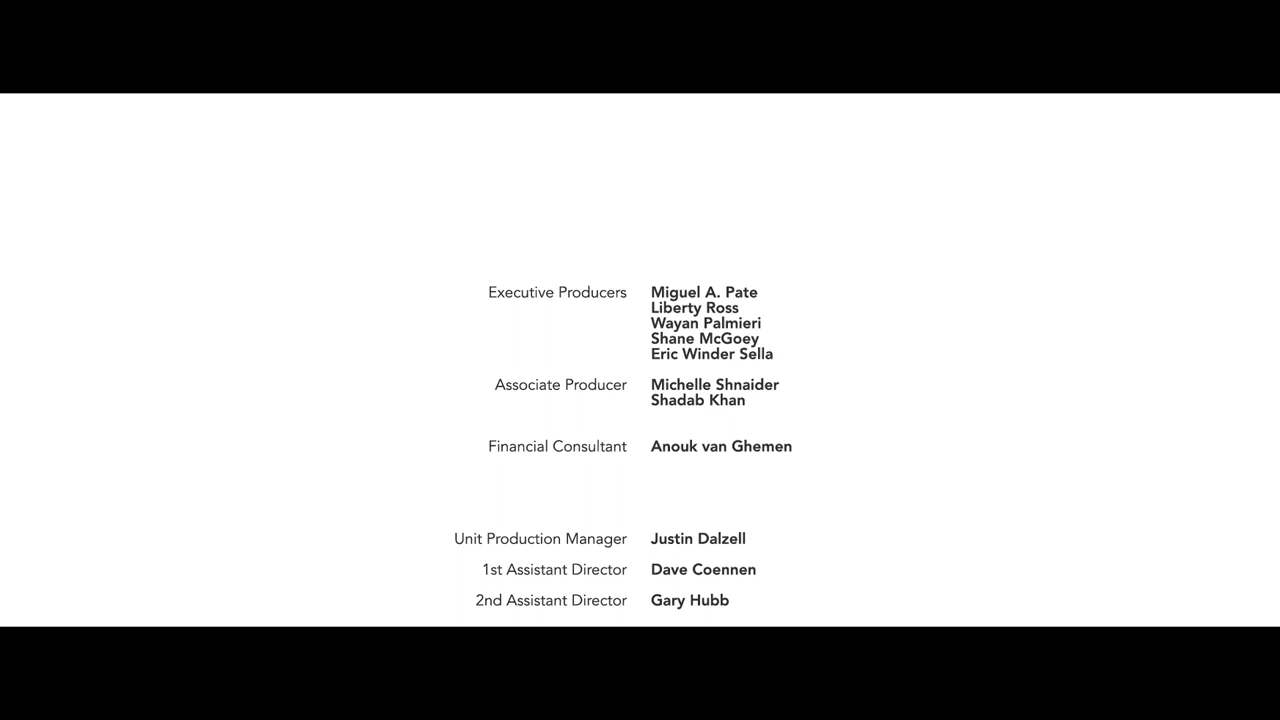 Executive Producers Miguel A. Pate
Liberty Ross
Wayan Palmieri
Shane McGoey
Eric Winder Sella
Associate Producer Michelle Shnaider
Shadab Khan
Financial Consultant Anouk van Ghemen
Unit Production Manager Justin Dalzell
1st Assistant Director Dave Coennen
2nd Assistant Director Gary Hubb